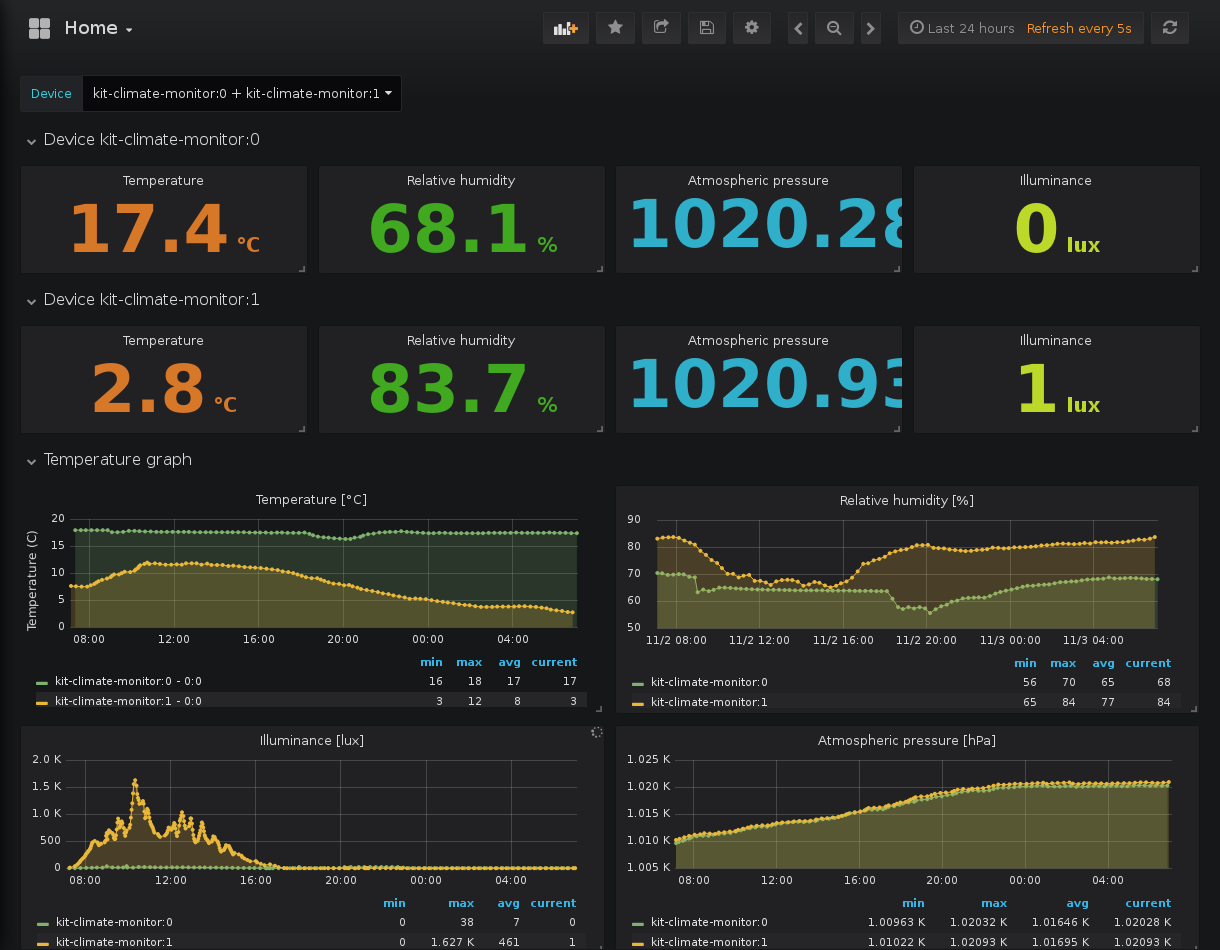 Home
Last 24 hours Refresh every 5s
Device kit-climate-monitor:0 + kit-climate-monitor:1
Device kit-climate-monitor:0
Temperature Relative humidity Atmospheric pressure Illuminance
17.4 °C 68.1 % 1020.28 0 lux
Device kit-climate-monitor:1
Temperature Relative humidity Atmospheric pressure Illuminance
2.8 °C 83.7 % 1020.93 1 lux
Temperature graph
Temperature [°C]
Temperature (C)
20
15
10
5
0
08:00 12:00 16:00 20:00 00:00 04:00
min max avg current
kit-climate-monitor:0 - 0:0 16 18 17 17
kit-climate-monitor:1 - 0:0 3 12 8 3
Relative humidity [%]
90
80
70
60
50
11/2 08:00 11/2 12:00 11/2 16:00 11/2 20:00 11/3 00:00 11/3 04:00
min max avg current
kit-climate-monitor:0 56 70 65 68
kit-climate-monitor:1 65 84 77 84
Illuminance [lux]
2.0 K
1.5 K
1.0 K
500
0
08:00 12:00 16:00 20:00 00:00 04:00
min max avg current
kit-climate-monitor:0 0 38 7 0
kit-climate-monitor:1 0 1.627 K 461 1
Atmospheric pressure [hPa]
1.025 K
1.020 K
1.015 K
1.010 K
1.005 K
08:00 12:00 16:00 20:00 00:00 04:00
min max avg current
kit-climate-monitor:0 1.00963 K 1.02032 K 1.01646 K 1.02028 K
kit-climate-monitor:1 1.01022 K 1.02093 K 1.01695 K 1.02093 K